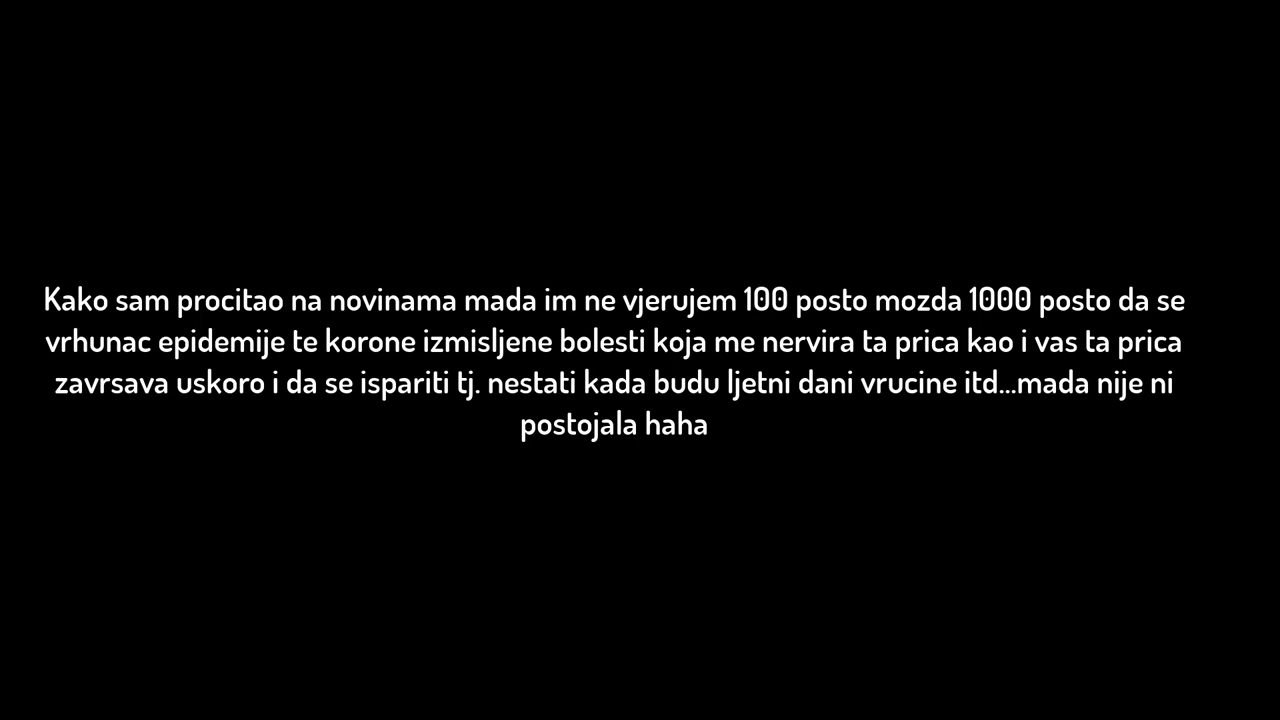 Kako sam procitao na novinama mada im ne vjerujem 100 posto mozda 1000 posto da se
vrhunac epidemije te korone izmisljene bolesti koja me nervira ta prica kao i vas ta prica
zavrsava uskoro i da se ispariti tj. nestati kada budu ljetni dani vrucine itd...mada nije ni
postojala haha